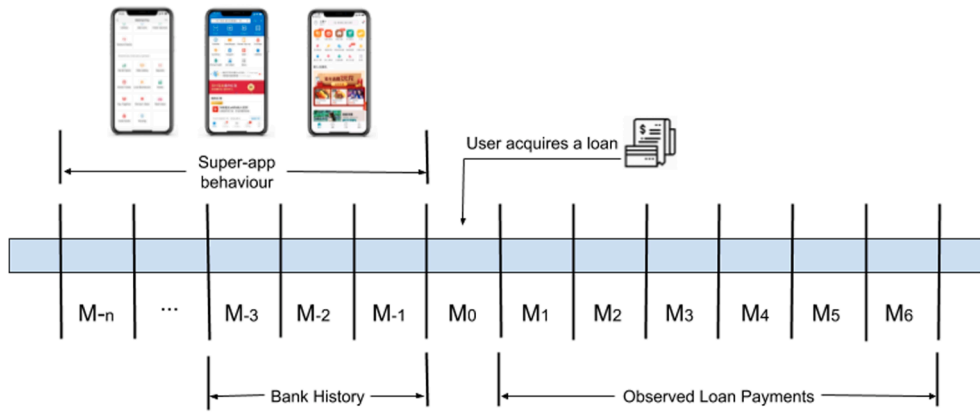 User acquires a loan
$
Super-app
behaviour
M-n ... M-3 M-2 M-1 M0 M1 M2 M3 M4 M5 M6
Bank History
Observed Loan Payments